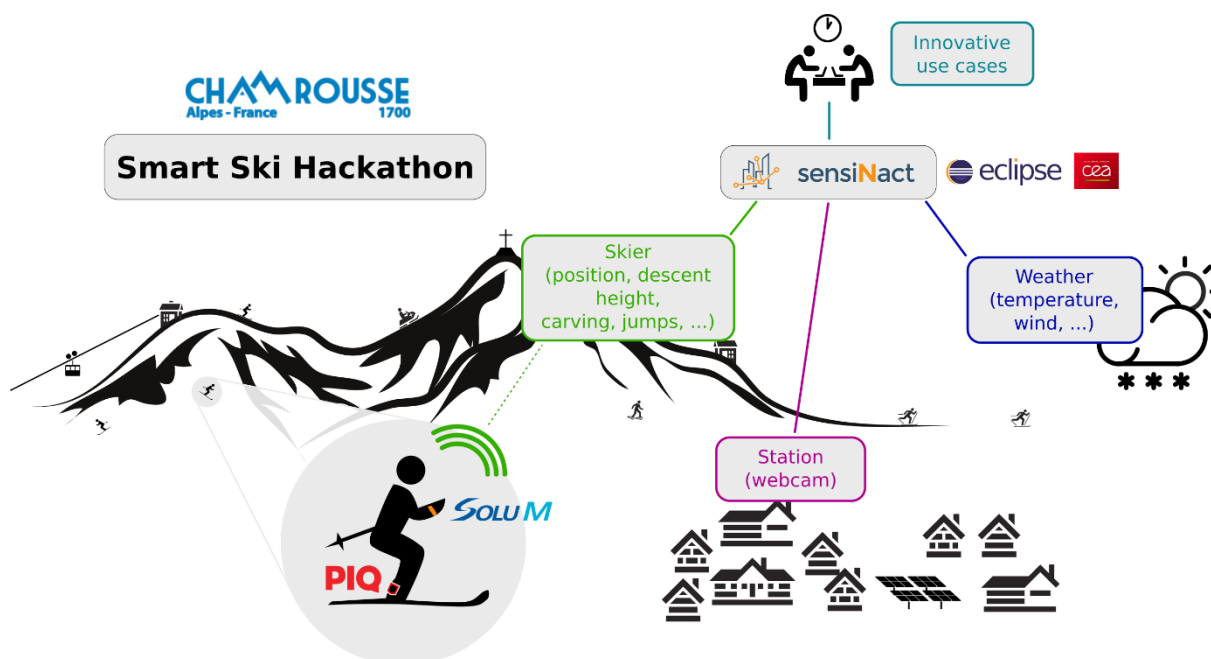 CHAMROUSSE
Alpes - France 1700
Smart Ski Hackathon
Innovative
use cases
sensiNact
eclipse
cea
Skier
(position, descent
height,
carving, jumps, ...)
Weather
(temperature,
wind, ...)
Station
(webcam)
SOLUM
PIQ